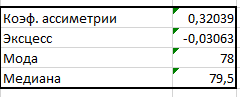 Коэф. ассиметрии 0,32039
Эксцесс -0,03063
Мода 78
Медиана 79,5